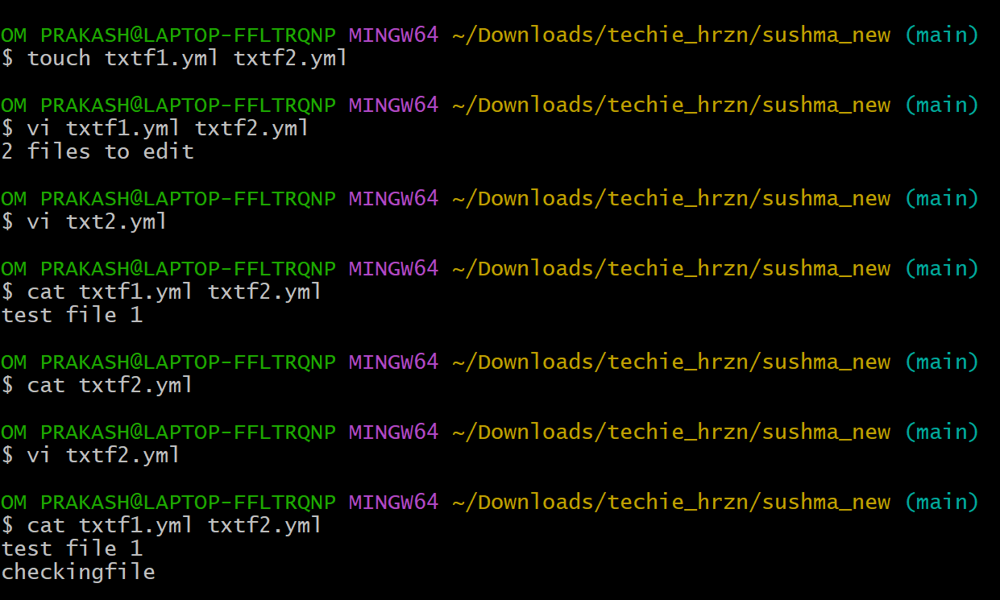 OM PRAKASH@LAPTOP-FFLTRQNP MINGW64 ~/Downloads/techie_hrzn/sushma_new (main)
$ touch txtf1.yml txtf2.yml
OM PRAKASH@LAPTOP-FFLTRQNP MINGW64 ~/Downloads/techie_hrzn/sushma_new (main)
$ vi txtf1.yml txtf2.yml
2 files to edit
OM PRAKASH@LAPTOP-FFLTRQNP MINGW64 ~/Downloads/techie_hrzn/sushma_new (main)
$ vi txt2.yml
OM PRAKASH@LAPTOP-FFLTRQNP MINGW64 ~/Downloads/techie_hrzn/sushma_new (main)
$ cat txtf1.yml txtf2.yml
test file 1
OM PRAKASH@LAPTOP-FFLTRQNP MINGW64 ~/Downloads/techie_hrzn/sushma_new (main)
$ cat txtf2.yml
OM PRAKASH@LAPTOP-FFLTRQNP MINGW64 ~/Downloads/techie_hrzn/sushma_new (main)
$ vi txtf2.yml
OM PRAKASH@LAPTOP-FFLTRQNP MINGW64 ~/Downloads/techie_hrzn/sushma_new (main)
$ cat txtf1.yml txtf2.yml
test file 1
checkingfile